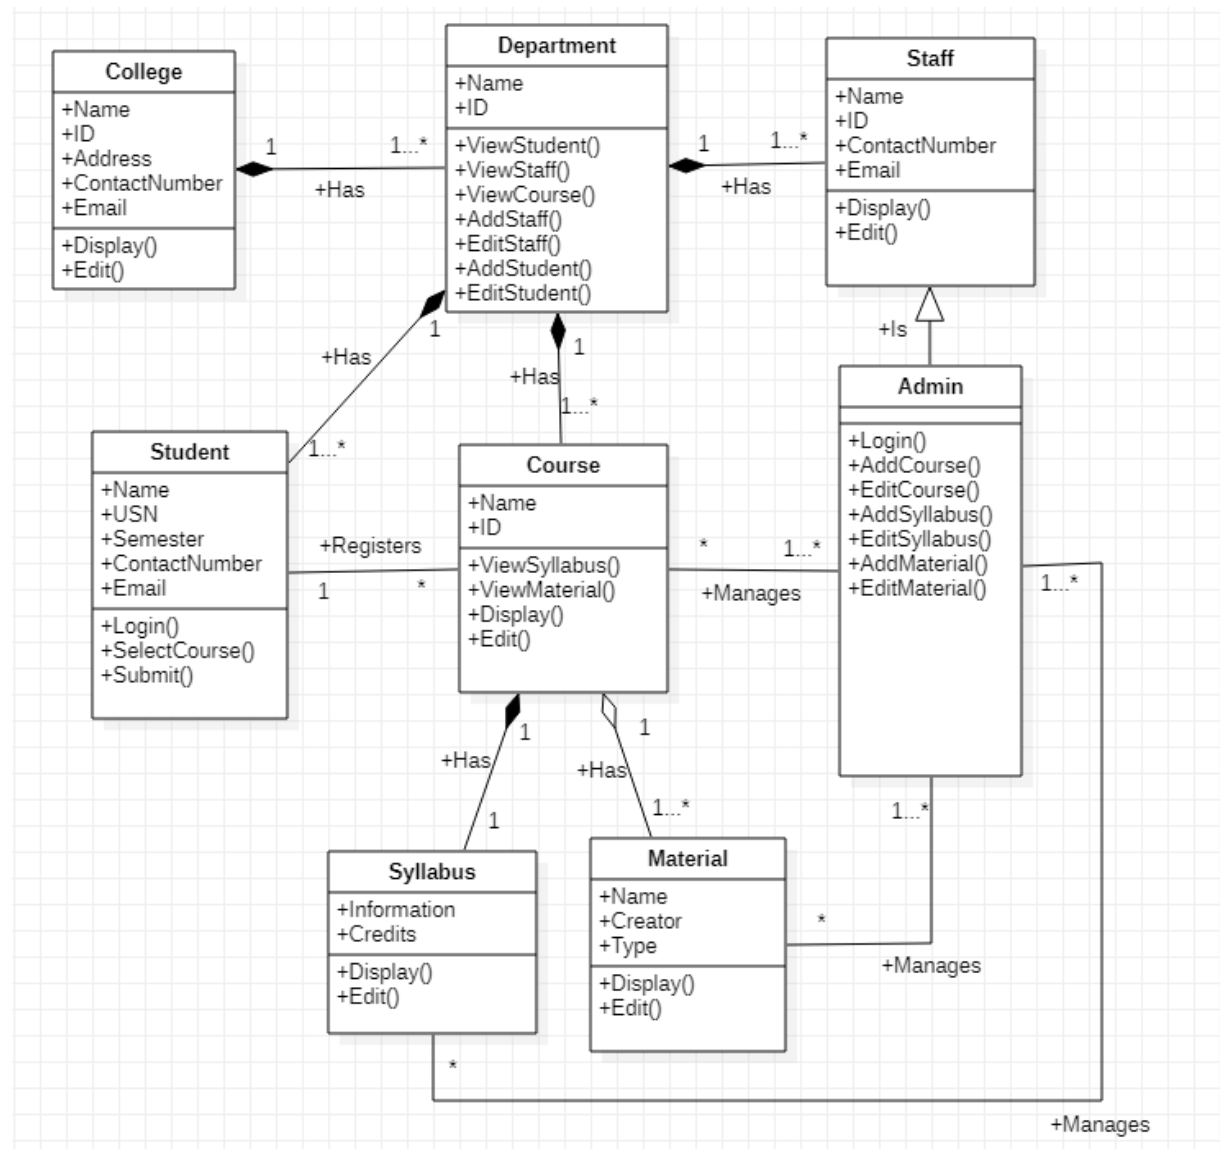 College
+Name
+ID
+Address
+ContactNumber
+Email
+Display()
+Edit()
1
1...*
+Has
Department
+Name
+ID
+ViewStudent()
+ViewStaff()
+ViewCourse()
+AddStaff()
+EditStaff()
+AddStudent()
+EditStudent()
1
1...*
+Has
Staff
+Name
+ID
+ContactNumber
+Email
+Display()
+Edit()
+Is
1
+Has
1...*
1
+Has
1...*
Student
+Name
+USN
+Semester
+ContactNumber
+Email
+Login()
+SelectCourse()
+Submit()
+Registers
1
*
Course
+Name
+ID
+ViewSyllabus()
+ViewMaterial()
+Display()
+Edit()
*
1...*
+Manages
Admin
+Login()
+AddCourse()
+EditCourse()
+AddSyllabus()
+EditSyllabus()
+AddMaterial()
+EditMaterial()
1...*
1
+Has
1
1
+Has
1...*
1...*
Syllabus
+Information
+Credits
+Display()
+Edit()
Material
+Name
+Creator
+Type
+Display()
+Edit()
*
+Manages
*
+Manages